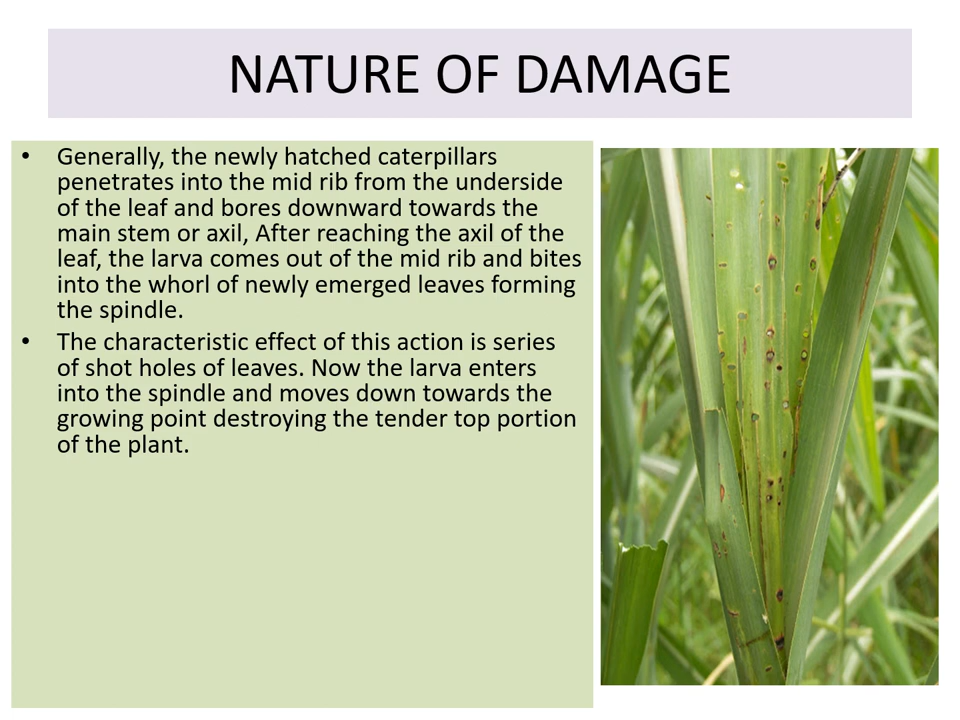 NATURE OF DAMAGE
• Generally, the newly hatched caterpillars
penetrates into the mid rib from the underside
of the leaf and bores downward towards the
main stem or axil, After reaching the axil of the
leaf, the larva comes out of the mid rib and bites
into the whorl of newly emerged leaves forming
the spindle.
• The characteristic effect of this action is series
of shot holes of leaves. Now the larva enters
into the spindle and moves down towards the
growing point destroying the tender top portion
of the plant.